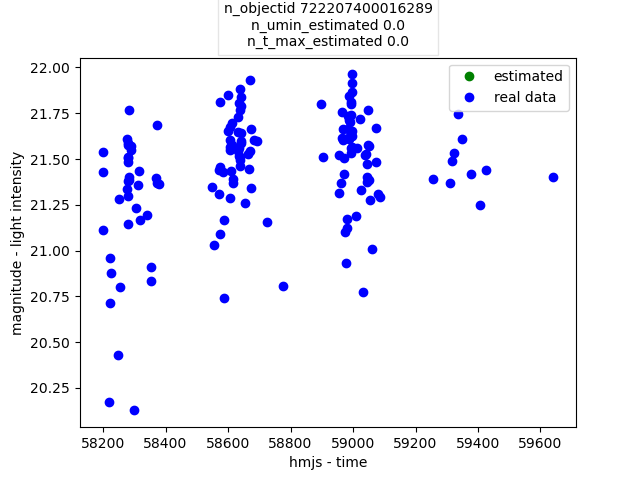 n_objectid 722207400016289
n_umin_estimated 0.0
n_t_max_estimated 0.0
22.00
21.75
21.50
21.25
21.00
20.75
20.50
20.25
magnitude - light intensity
estimated
real data
58200 58400 58600 58800 59000 59200 59400 59600
hmjs - time